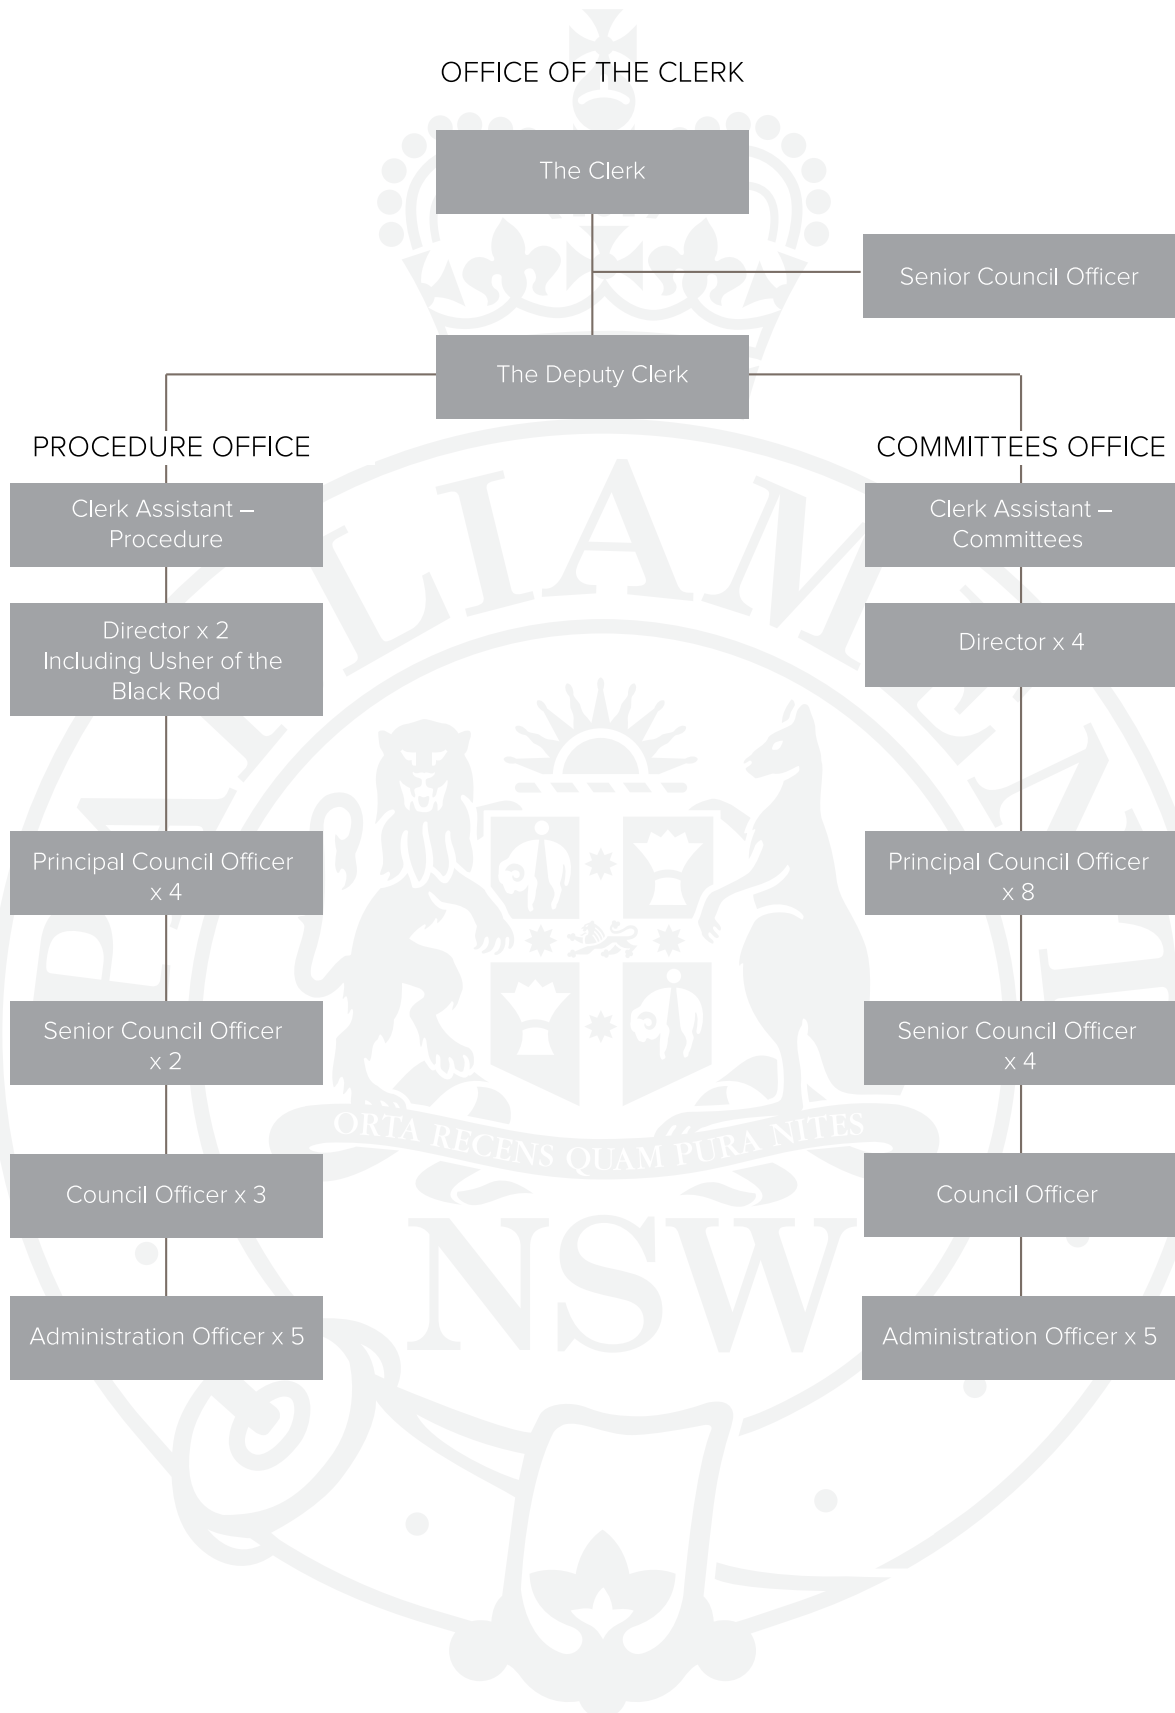 OFFICE OF THE CLERK
The Clerk
Senior Council Officer
The Deputy Clerk
PROCEDURE OFFICE
Clerk Assistant –
Procedure
Director x 2
Including Usher of the
Black Rod
Principal Council Officer
x 4
Senior Council Officer
x 2
Council Officer x 3
Administration Officer x 5
COMMITTEES OFFICE
Clerk Assistant –
Committees
Director x 4
Principal Council Officer
x 8
Senior Council Officer
x 4
Council Officer
Administration Officer x 5
PARLIAMENT
ORTA RECENS QUAM PURA NITES
NSW